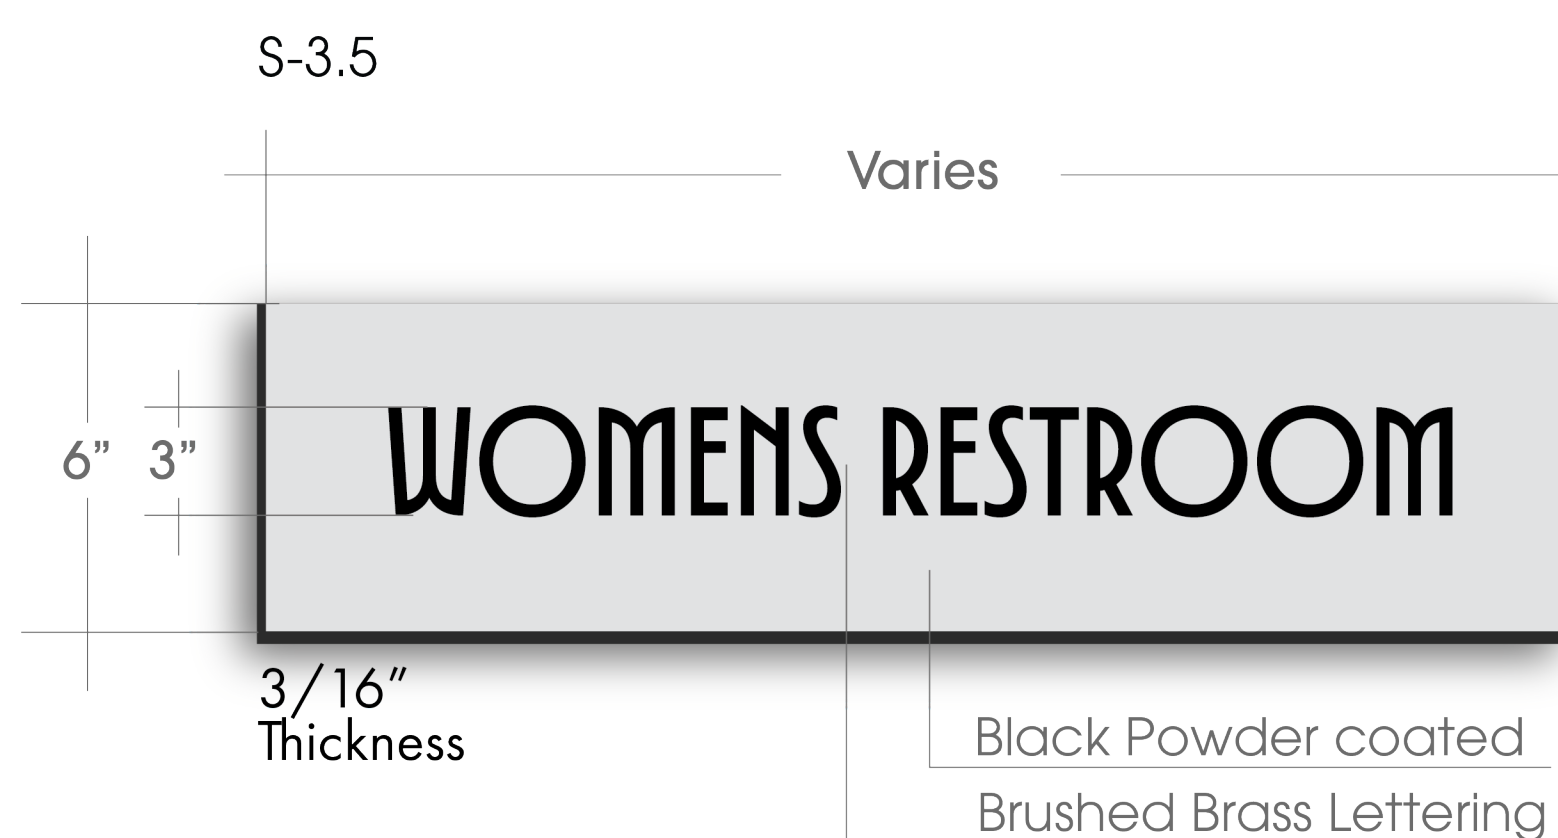 S-3.5
Varies
6” 3”
WOMENS RESTROOM
3/16”
Thickness
Black Powder coated
Brushed Brass Lettering